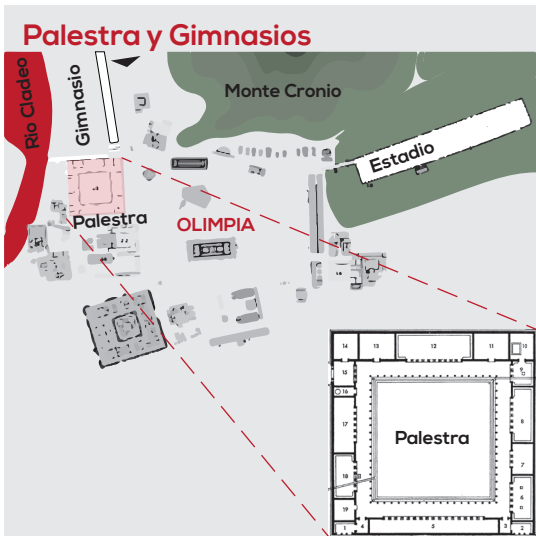 Palestra y Gimnasios
Rio Cladeo
Gimnasio
Monte Cronio
Estadio
Palestra
OLIMPIA
14
13
12
11
10
15
9
16
17
8
Palestra
7
18
6
19
1
4
5
3
2